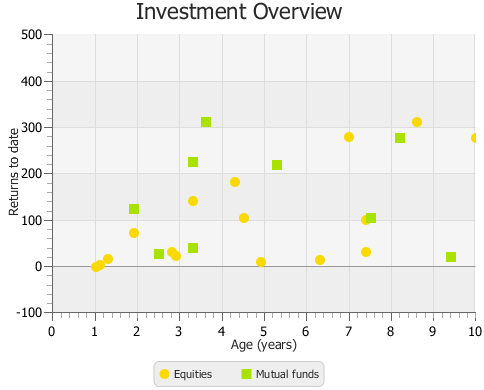 Investment Overview
500
400
300
200
100
0
-100
Returns to date
0 1 2 3 4 5 6 7 8 9 10
Age (years)
Equities Mutual funds